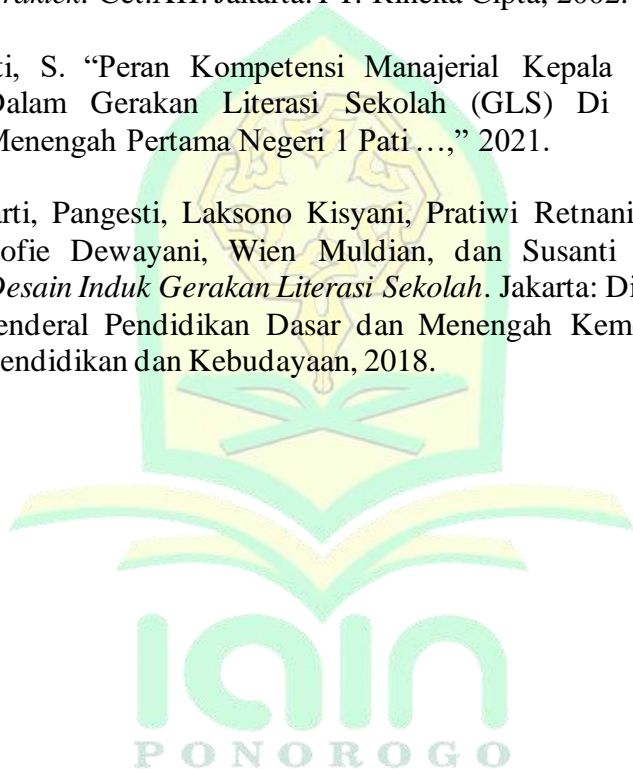 Cet.XII. Jakarta: PT. Rineka Cipta, 2002.
ti, S. “Peran Kompetensi Manajerial Kepala
Dalam Gerakan Literasi Sekolah (GLS) Di
Menengah Pertama Negeri 1 Pati …,” 2021.
arti, Pangesti, Laksono Kisyani, Pratiwi Retnani
ofie Dewayani, Wien Muldian, dan Susanti
Desain Induk Gerakan Literasi Sekolah. Jakarta: Di
enderal Pendidikan Dasar dan Menengah Kem
endidikan dan Kebudayaan, 2018.
iain
PONOROGO